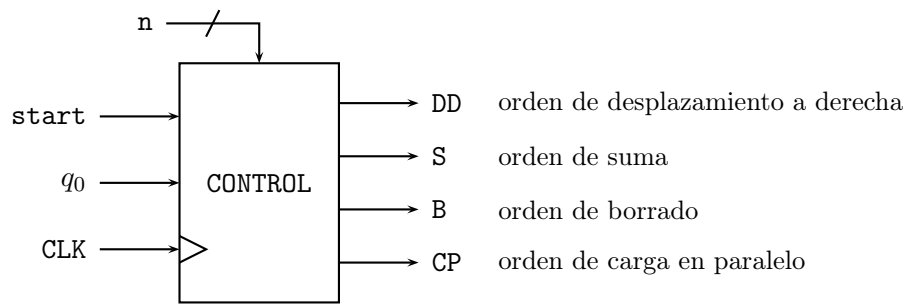 n
start
q0
CLK
CONTROL
DD orden de desplazamiento a derecha
S orden de suma
B orden de borrado
CP orden de carga en paralelo